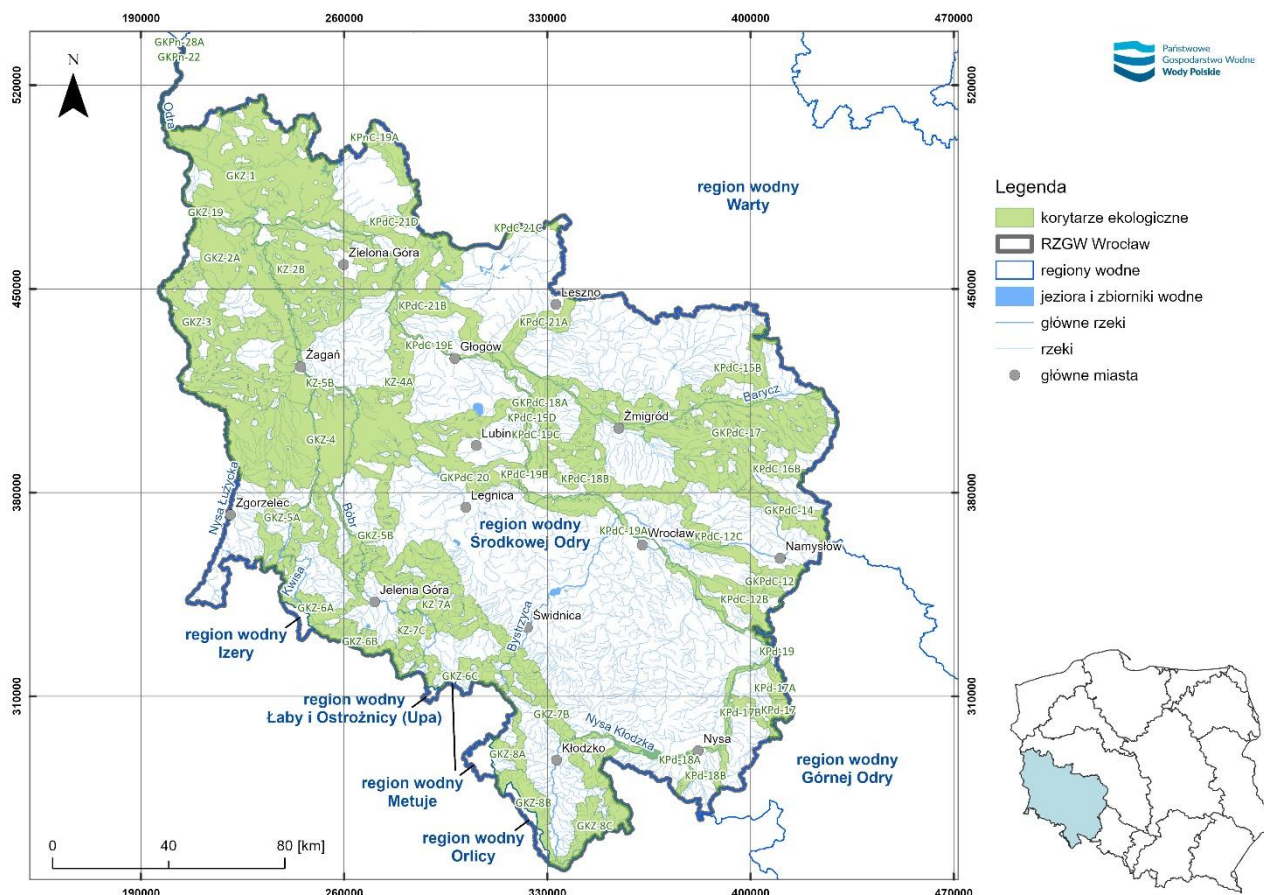 190000
260000
330000
400000
470000
GKPn-28A
GKPn-22
N
Państwowe
Gospodarstwo Wodne
Wody Polskie
520000
520000
Odra
KPnC-19A
GKZ-1
region wodny
Warty
Legenda
korytarze ekologiczne
RZGW Wrocław
regiony wodne
jeziora i zbiorniki wodne
główne rzeki
rzeki
główne miasta
GKZ-19
KPdC-21D
KPdC-21C
GKZ-2A
KZ-2B
Zielona Góra
450000
450000
Leszno
GKZ-3
KPdC-21B
KPdC-21A
KPdC-19E
Głogów
Żagań
KZ-5B
KZ-4A
KPdC-15B
Barycz
GKPdC-18A
KPdC-19D
Żmigród
KPdC-19C
GKPdC-17
GKZ-4
Lubin
KPdC-16B
GKPdC-20
KPdC-19B
KPdC-18B
380000
380000
Nysa Łużycka
Zgorzelec
Bóbr
Legnica
GKPdC-14
GKZ-5A
GKZ-5B
region wodny
Środkowej Odry
KPdC-19A
Wrocław
KPdC-12C
Namysłów
Kwisa
GKPdC-12
Jelenia Góra
KZ-7A
KPdC-12B
GKZ-6A
Bystrzyca
Świdnica
region wodny
Izery
GKZ-6B
KZ-7C
KPd-19
GKZ-6C
KPd-17A
310000
310000
region wodny
Łaby i Ostrożnicy (Upa)
GKZ-7B
KPd-17B
KPd-17
Nysa Kłodzka
Nysa
GKZ-8A
Kłodzko
KPd-18A
region wodny
Górnej Odry
KPd-18B
region wodny
Metuje
GKZ-8B
GKZ-8C
region wodny
Orlicy
0
40
80 [km]
190000
260000
330000
400000
470000